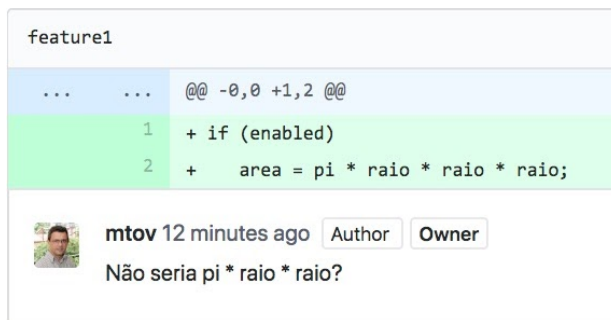 feature1
... ... @@ -0,0 +1,2 @@
1 + if (enabled)
2 +    area = pi * raio * raio * raio;
mtov 12 minutes ago Author Owner
Não seria pi * raio * raio?